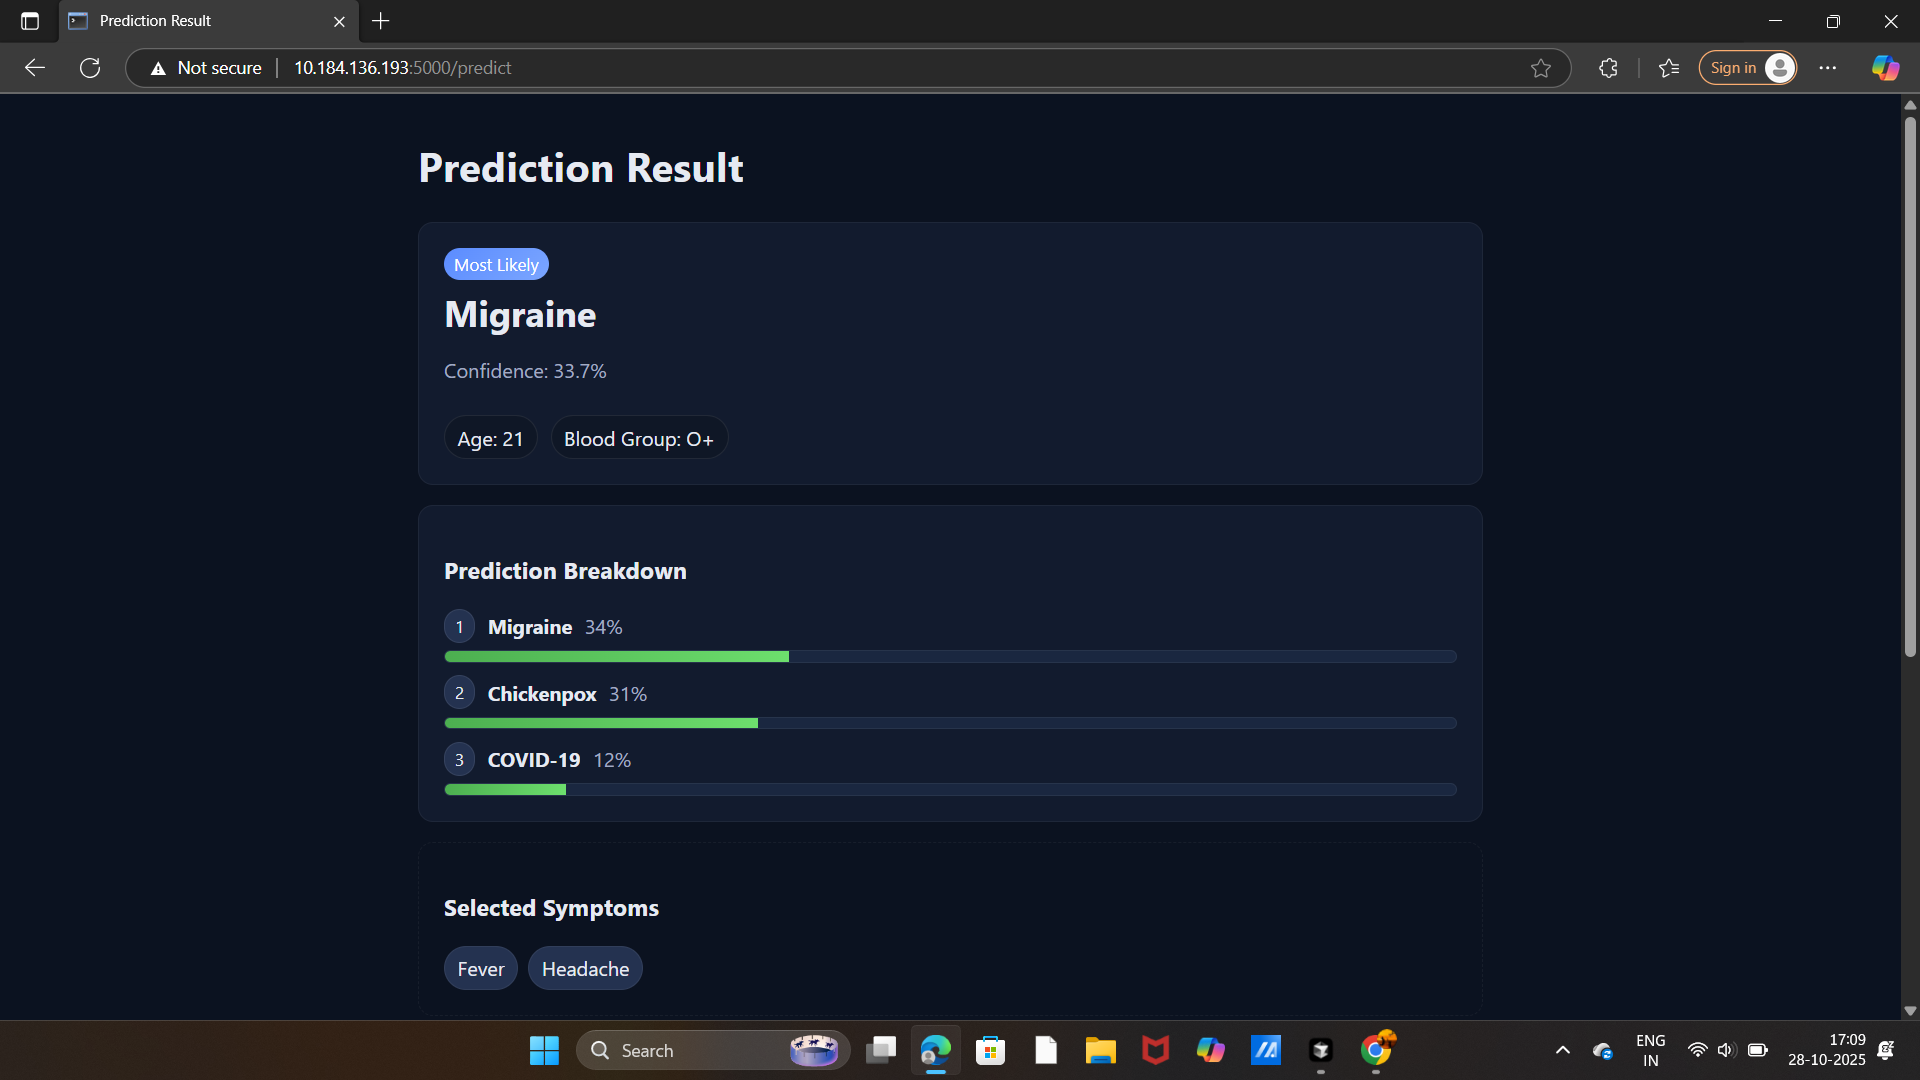 Prediction Result
Not secure 10.184.136.193:5000/predict
Sign in
Prediction Result
Most Likely
Migraine
Confidence: 33.7%
Age: 21 Blood Group: O+
Prediction Breakdown
1 Migraine 34%
2 Chickenpox 31%
3 COVID-19 12%
Selected Symptoms
Fever Headache
Search
ENG
IN
17:09
28-10-2025